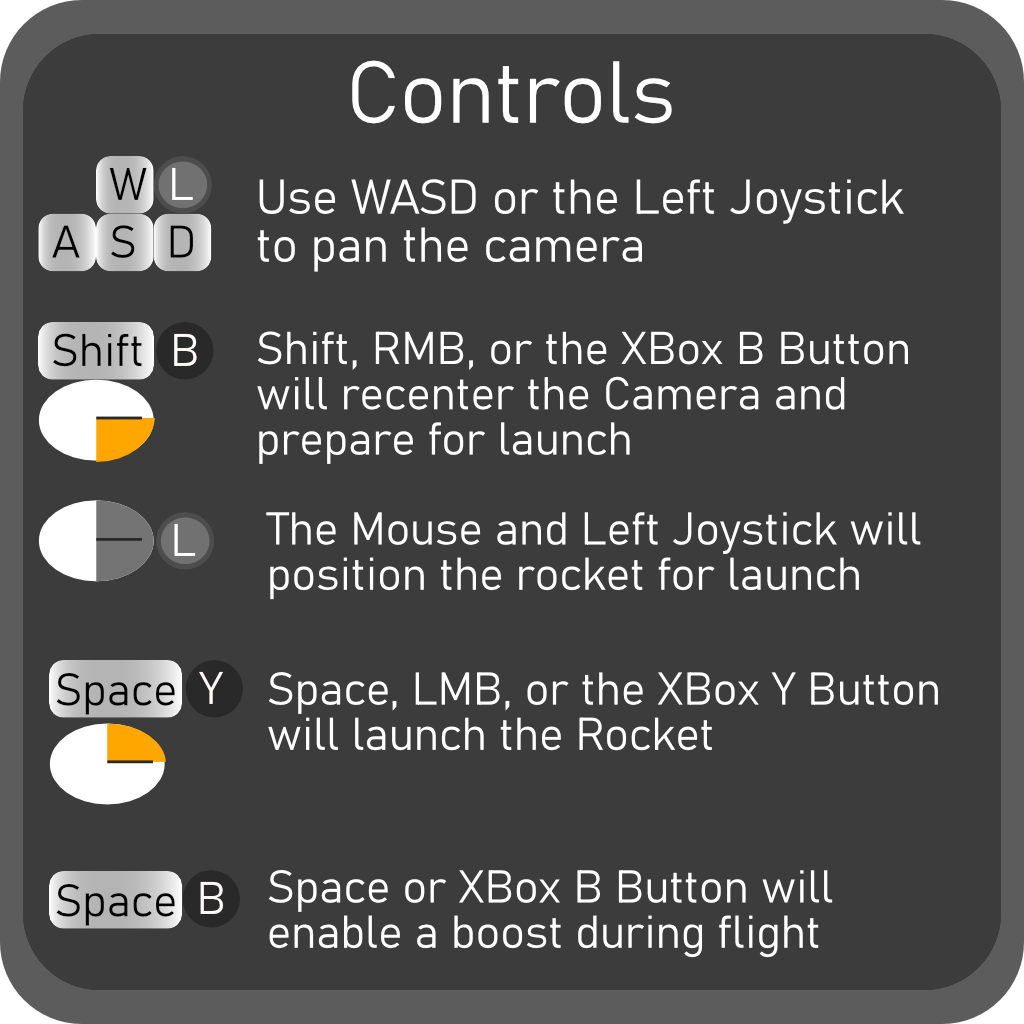 Controls
W L
A S D
Use WASD or the Left Joystick
to pan the camera
Shift B
Shift, RMB, or the XBox B Button
will recenter the Camera and
prepare for launch
L
The Mouse and Left Joystick will
position the rocket for launch
Space Y
Space, LMB, or the XBox Y Button
will launch the Rocket
Space B
Space or XBox B Button will
enable a boost during flight